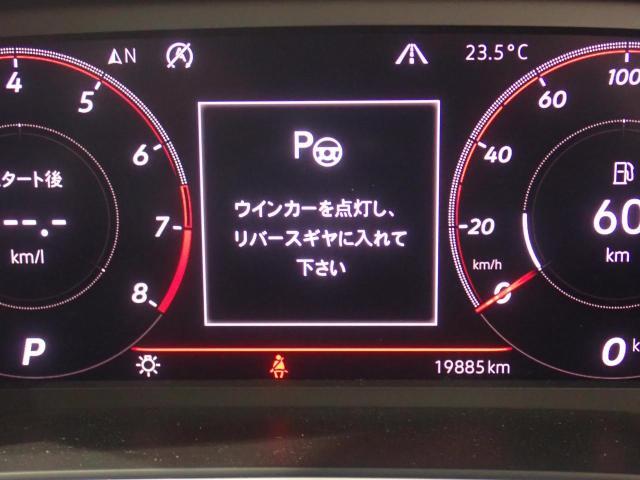 N
23.5°C
4
5
6
7
8
スタート後
--.-
km/l
P
P
ウインカーを点灯し、
リバースギヤに入れて
下さい
100
60
40
20
0
km/h
60
km
0
19885km